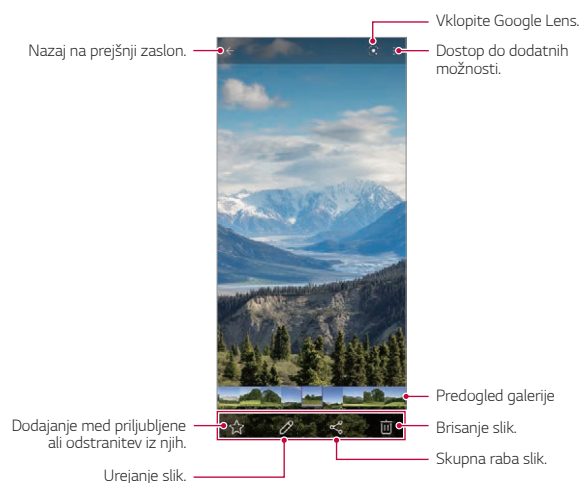 Vklopite Google Lens.
Nazaj na prejšnji zaslon.
Dostop do dodatnih
možnosti.
Predogled galerije
Dodajanje med priljubljene
ali odstranitev iz njih.
Brisanje slik.
Skupna raba slik.
Urejanje slik.